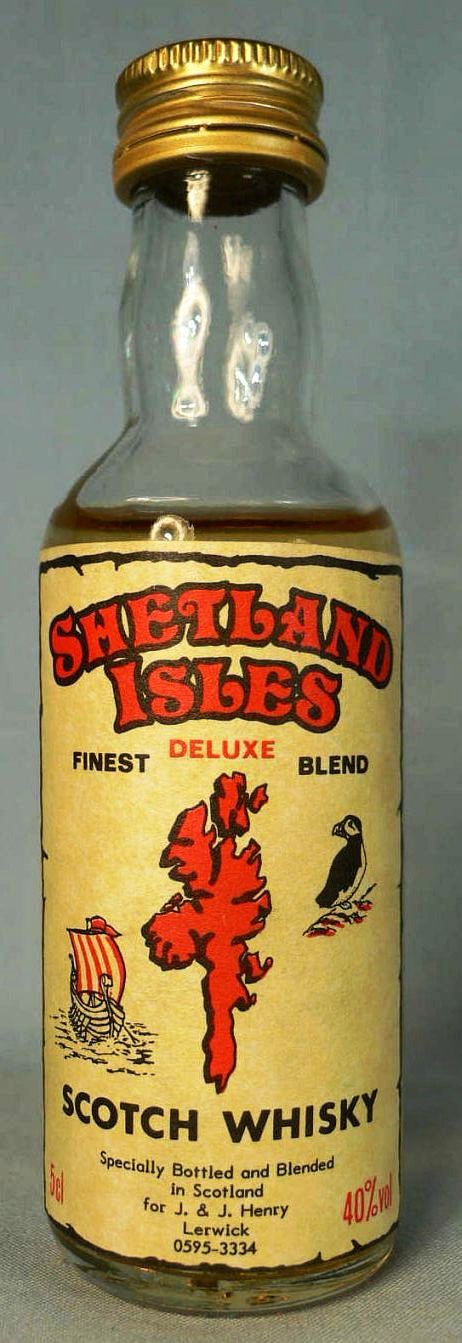 SHETLAND
ISLES
FINEST DELUXE BLEND
SCOTCH WHISKY
Specially Bottled and Blended
in Scotland
for J. & J. Henry
Lerwick
0595-3334
5cl
40%vol